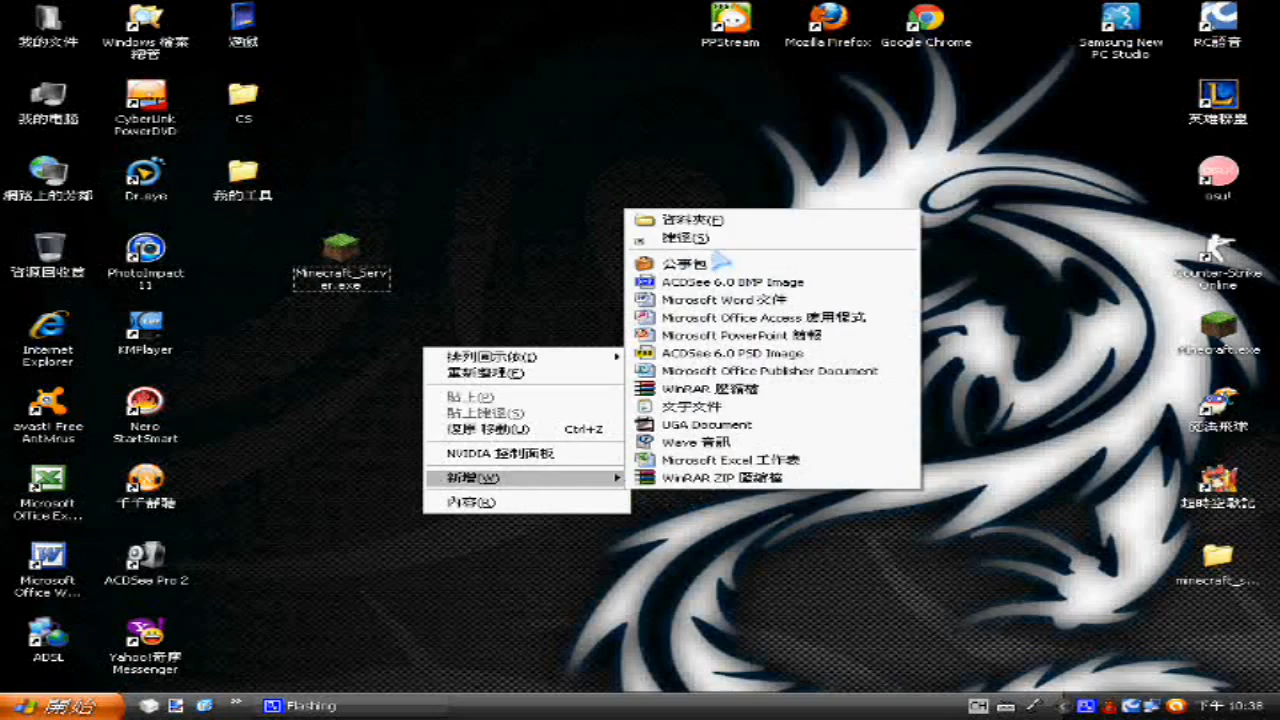 我的文件
Windows 檔案
總管
遊戲
PPStream
Mozilla Firefox
Google Chrome
Samsung New
PC Studio
RC語音
我的電腦
CyberLink
PowerDVD
CS
英雄聯盟
網路上的芳鄰
Dr.eye
我的工具
osu!
資源回收筒
PhotoImpact
11
Minecraft_Serv
er.exe
Counter-Strike
Online
Internet
Explorer
KMPlayer
Minecraft.exe
avast! Free
AntiVirus
Nero
StartSmart
魔法飛球
Microsoft
Office Ex...
千千靜聽
超時空戰記
Microsoft
Office W...
ACDSee Pro 2
minecraft_s...
ADSL
Yahoo!奇摩
Messenger
排列圖示依(I)
重新整理(E)
貼上(P)
貼上捷徑(S)
復原 移動(U) Ctrl+Z
NVIDIA 控制面板
新增(W)
內容(R)
資料夾(F)
捷徑(S)
公事包
ACDSee 6.0 BMP Image
Microsoft Word 文件
Microsoft Office Access 應用程式
Microsoft PowerPoint 簡報
ACDSee 6.0 PSD Image
Microsoft Office Publisher Document
WinRAR 壓縮檔
文字文件
UGA Document
Wave 音訊
Microsoft Excel 工作表
WinRAR ZIP 壓縮檔
開始
Flashing
CH
下午 10:38